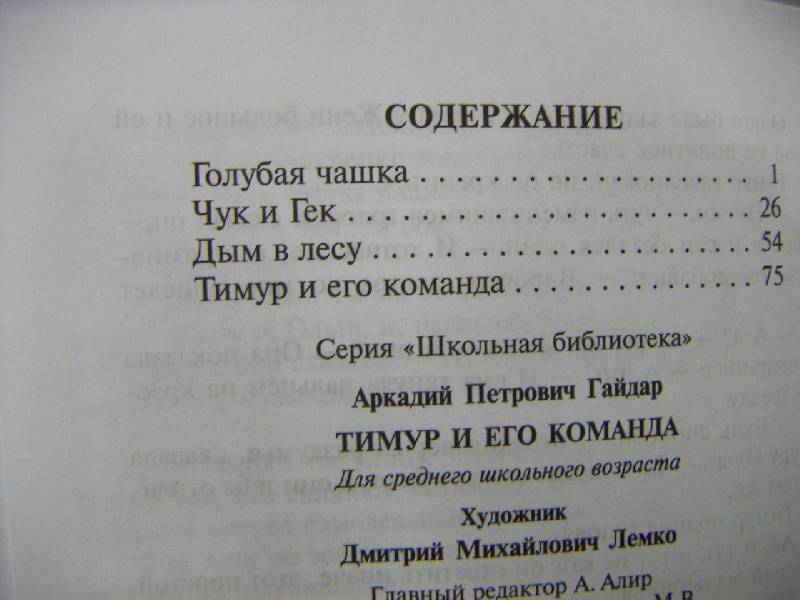 СОДЕРЖАНИЕ
Голубая чашка . . . . . . . . . . . . . . . . . . . . . 1
Чук и Гек . . . . . . . . . . . . . . . . . . . . . . . . . 26
Дым в лесу . . . . . . . . . . . . . . . . . . . . . . . 54
Тимур и его команда . . . . . . . . . . . . . . . 75
Серия «Школьная библиотека»
Аркадий Петрович Гайдар
ТИМУР И ЕГО КОМАНДА
Для среднего школьного возраста
Художник
Дмитрий Михайлович Лемко
Главный редактор А. Алир